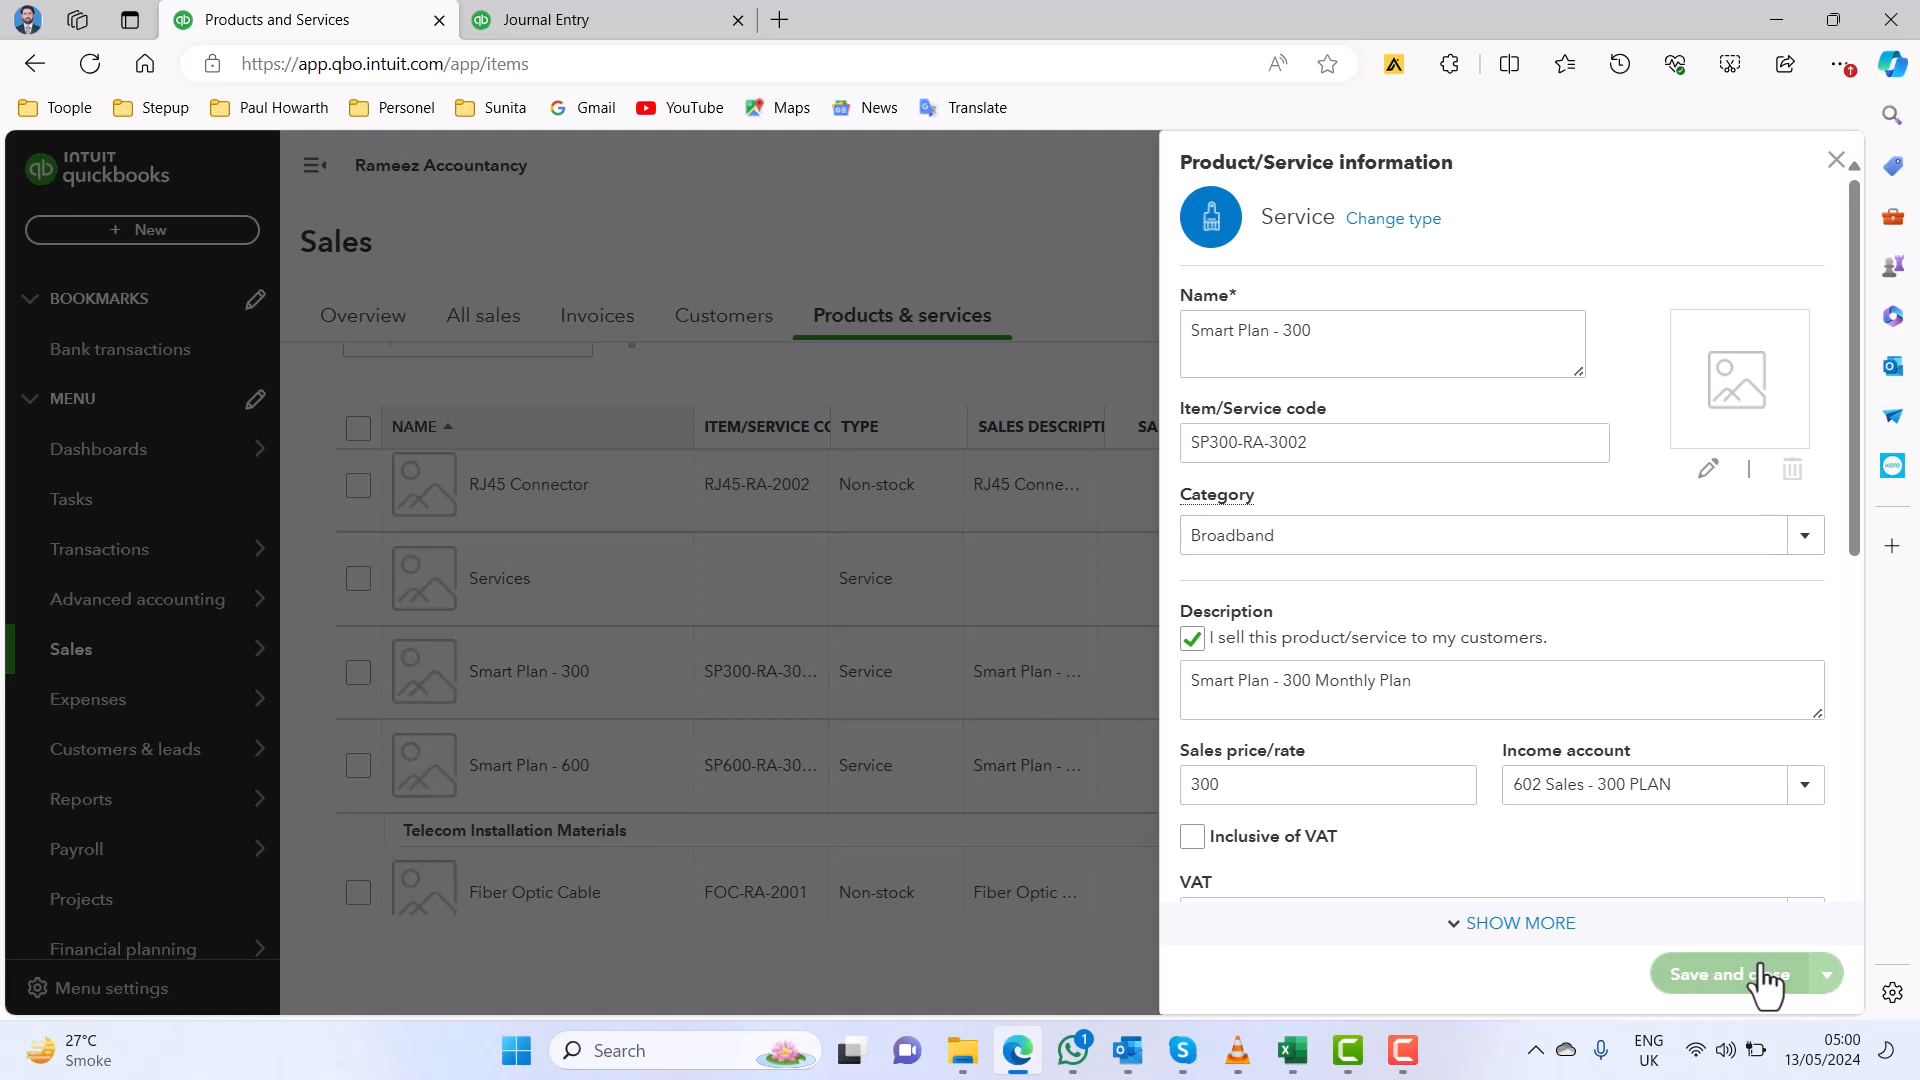 Products and Services
Journal Entry
https://app.qbo.intuit.com/app/items
Toople
Stepup
Paul Howarth
Personel
Sunita
Gmail
YouTube
Maps
News
Translate
INTUIT
quickbooks
+ New
BOOKMARKS
Bank transactions
MENU
Dashboards
Tasks
Transactions
Advanced accounting
Sales
Expenses
Customers & leads
Reports
Payroll
Projects
Financial planning
Menu settings
Rameez Accountancy
Sales
Overview
All sales
Invoices
Customers
Products & services
NAME
ITEM/SERVICE CO
TYPE
SALES DESCRIPTI
SA
RJ45 Connector
RJ45-RA-2002
Non-stock
RJ45 Conne...
Services
Service
Smart Plan - 300
SP300-RA-30...
Service
Smart Plan - ...
Smart Plan - 600
SP600-RA-30...
Service
Smart Plan - ...
Telecom Installation Materials
Fiber Optic Cable
FOC-RA-2001
Non-stock
Fiber Optic ...
Product/Service information
Service Change type
Name*
Smart Plan - 300
Item/Service code
SP300-RA-3002
Category
Broadband
Description
I sell this product/service to my customers.
Smart Plan - 300 Monthly Plan
Sales price/rate
Income account
300
602 Sales - 300 PLAN
Inclusive of VAT
VAT
SHOW MORE
Save and
27°C
Smoke
Search
1
ENG
UK
05:00
13/05/2024